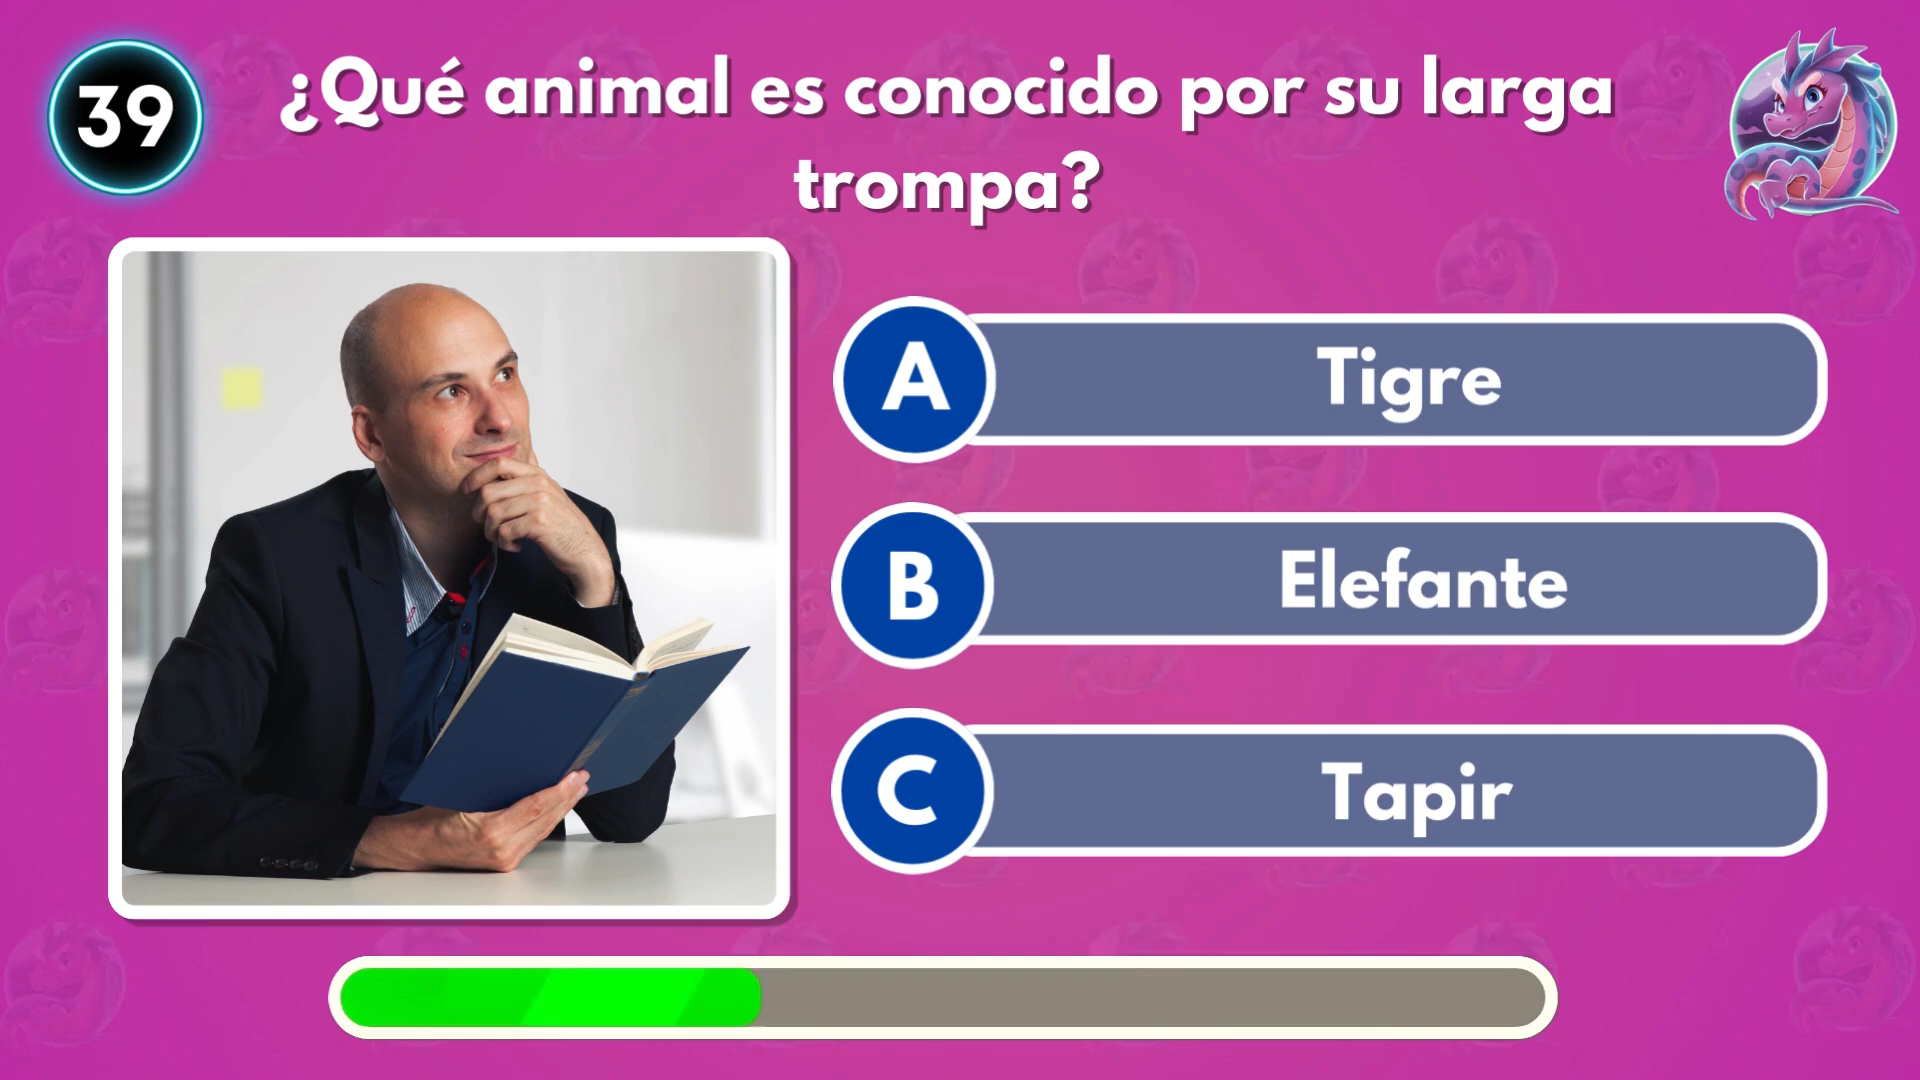 39
¿Qué animal es conocido por su larga
trompa?
A
Tigre
B
Elefante
C
Tapir